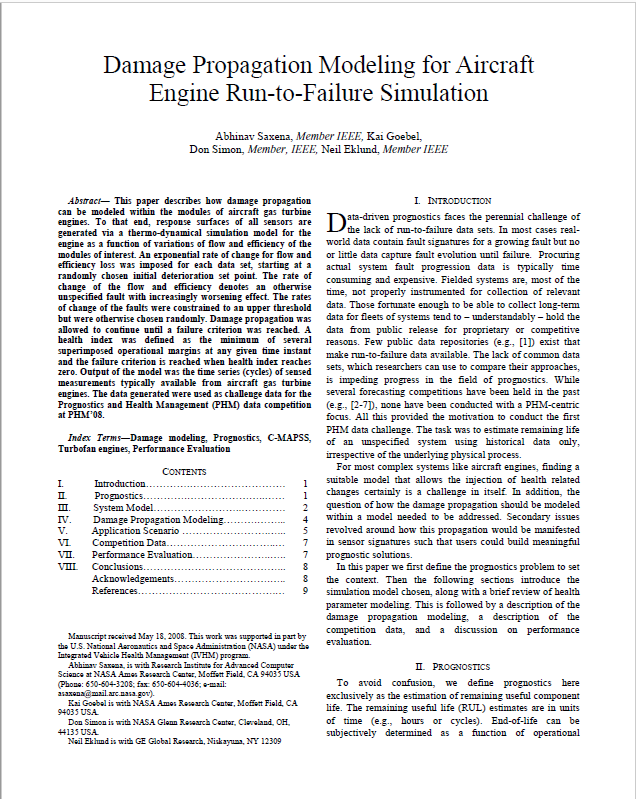 Damage Propagation Modeling for Aircraft
Engine Run-to-Failure Simulation
Abhinav Saxena, Member IEEE, Kai Goebel,
Don Simon, Member, IEEE, Neil Eklund, Member IEEE
Abstract— This paper describes how damage propagation
can be modeled within the modules of aircraft gas turbine
engines. To that end, response surfaces of all sensors are
generated via a thermo-dynamical simulation model for the
engine as a function of variations of flow and efficiency of the
modules of interest. An exponential rate of change for flow and
efficiency loss was imposed for each data set, starting at a
randomly chosen initial deterioration set point. The rate of
change of the flow and efficiency denotes an otherwise
unspecified fault with increasingly worsening effect. The rates
of change of the faults were constrained to an upper threshold
but were otherwise chosen randomly. Damage propagation was
allowed to continue until a failure criterion was reached. A
health index was defined as the minimum of several
superimposed operational margins at any given time instant
and the failure criterion is reached when health index reaches
zero. Output of the model was the time series (cycles) of sensed
measurements typically available from aircraft gas turbine
engines. The data generated were used as challenge data for the
Prognostics and Health Management (PHM) data competition
at PHM'08.
Index Terms—Damage modeling, Prognostics, C-MAPSS,
Turbofan engines, Performance Evaluation
CONTENTS
I. Introduction……………………………… 1
II. Prognostics……………………………… 1
III. System Model…………………………… 2
IV. Damage Propagation Modeling………….. 4
V. Application Scenario …………………… 5
VI. Competition Data………………………… 7
VII. Performance Evaluation………………… 7
VIII. Conclusions……………………………… 8
Acknowledgements……………………… 8
References……………………………… 9
Manuscript received May 18, 2008. This work was supported in part by
the U.S. National Aeronautics and Space Administration (NASA) under the
Integrated Vehicle Health Management (IVHM) program.
Abhinav Saxena, is with Research Institute for Advanced Computer
Science at NASA Ames Research Center, Moffett Field, CA 94035 USA
(Phone: 650-604-3208; fax: 650-604-4036; e-mail:
asaxena@mail.arc.nasa.gov).
Kai Goebel is with NASA Ames Research Center, Moffett Field, CA
94035 USA.
Don Simon is with NASA Glenn Research Center, Cleveland, OH,
44135 USA.
Neil Eklund is with GE Global Research, Niskayuna, NY 12309
I. INTRODUCTION
Data-driven prognostics faces the perennial challenge of
the lack of run-to-failure data sets. In most cases real-
world data contain fault signatures for a growing fault but no
or little data capture fault evolution until failure. Procuring
actual system fault progression data is typically time
consuming and expensive. Fielded systems are, most of the
time, not properly instrumented for collection of relevant
data. Those fortunate enough to be able to collect long-term
data for fleets of systems tend to – understandably – hold the
data from public release for proprietary or competitive
reasons. Few public data repositories (e.g., [1]) exist that
make run-to-failure data available. The lack of common data
sets, which researchers can use to compare their approaches,
is impeding progress in the field of prognostics. While
several forecasting competitions have been held in the past
(e.g., [2-7]), none have been conducted with a PHM-centric
focus. All this provided the motivation to conduct the first
PHM data challenge. The task was to estimate remaining life
of an unspecified system using historical data only,
irrespective of the underlying physical process.
For most complex systems like aircraft engines, finding a
suitable model that allows the injection of health related
changes certainly is a challenge in itself. In addition, the
question of how the damage propagation should be modeled
within a model needed to be addressed. Secondary issues
revolved around how this propagation would be manifested
in sensor signatures such that users could build meaningful
prognostic solutions.
In this paper we first define the prognostics problem to set
the context. Then the following sections introduce the
simulation model chosen, along with a brief review of health
parameter modeling. This is followed by a description of the
damage propagation modeling, a description of the
competition data, and a discussion on performance
evaluation.
II. PROGNOSTICS
To avoid confusion, we define prognostics here
exclusively as the estimation of remaining useful component
life. The remaining useful life (RUL) estimates are in units
of time (e.g., hours or cycles). End-of-life can be
subjectively determined as a function of operational